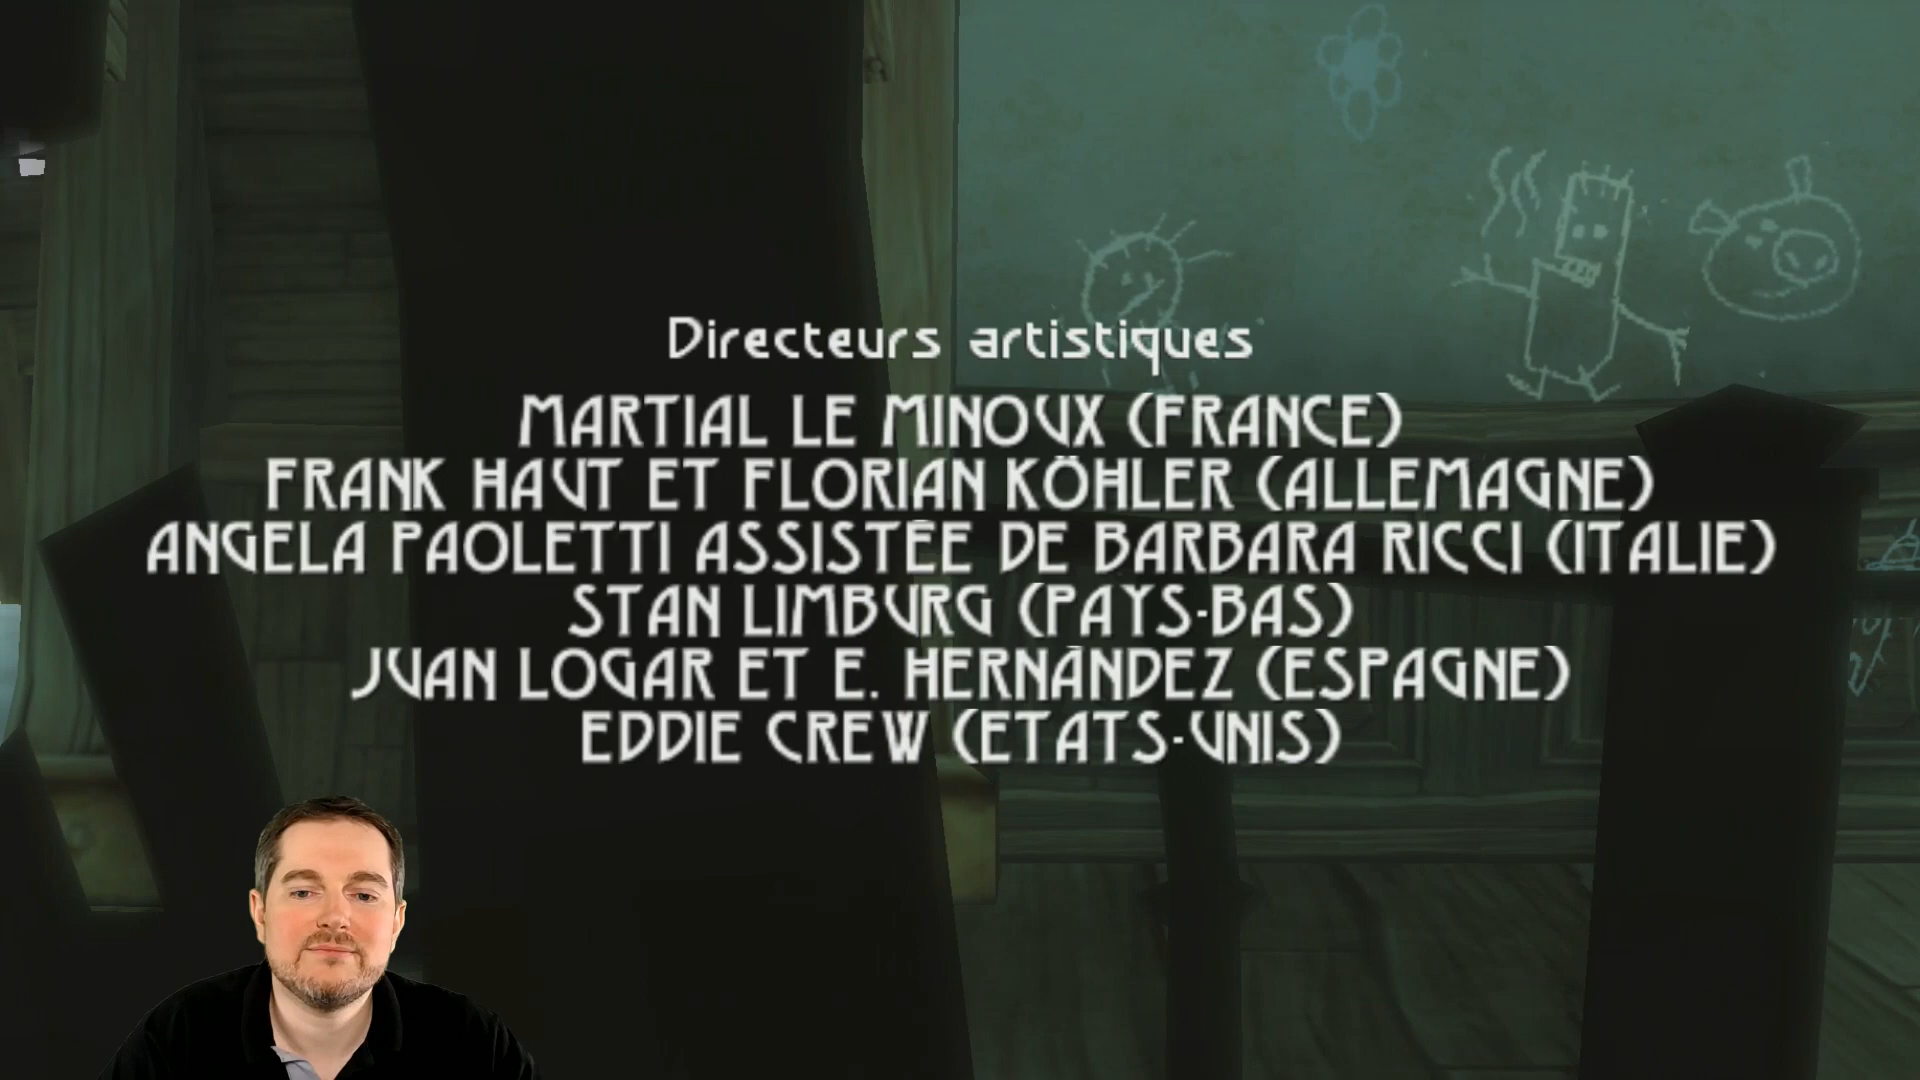 Directeurs artistiques
MARTIAL LE MINOUX (FRANCE)
FRANK HAUT ET FLORIAN KÖHLER (ALLEMAGNE)
ANGELA PAOLETTI ASSISTÉE DE BARBARA RICCI (ITALIE)
STAN LIMBURG (PAYS-BAS)
JUAN LOGAR ET E. HERNÁNDEZ (ESPAGNE)
EDDIE CREW (ETATS-UNIS)